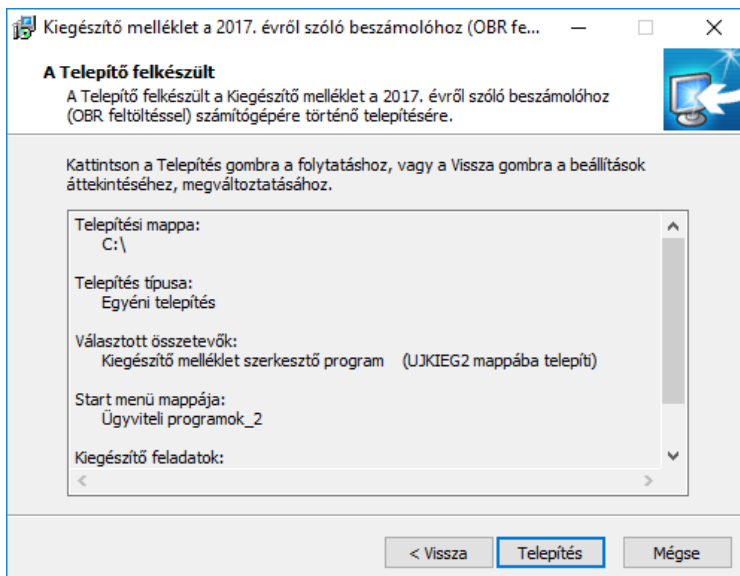 Kiegészítő melléklet a 2017. évről szóló beszámolóhoz (OBR fe...
A Telepítő felkészült
A Telepítő felkészült a Kiegészítő melléklet a 2017. évről szóló beszámolóhoz
(OBR feltöltéssel) számítógépére történő telepítésére.
Kattintson a Telepítés gombra a folytatáshoz, vagy a Vissza gombra a beállítások
áttekintéséhez, megváltoztatásához.
Telepítési mappa:
C:\
Telepítés típusa:
Egyéni telepítés
Választott összetevők:
Kiegészítő melléklet szerkesztő program (UJKIEG2 mappába telepíti)
Start menü mappája:
Ügyviteli programok_2
Kiegészítő feladatok:
< Vissza Telepítés Mégse